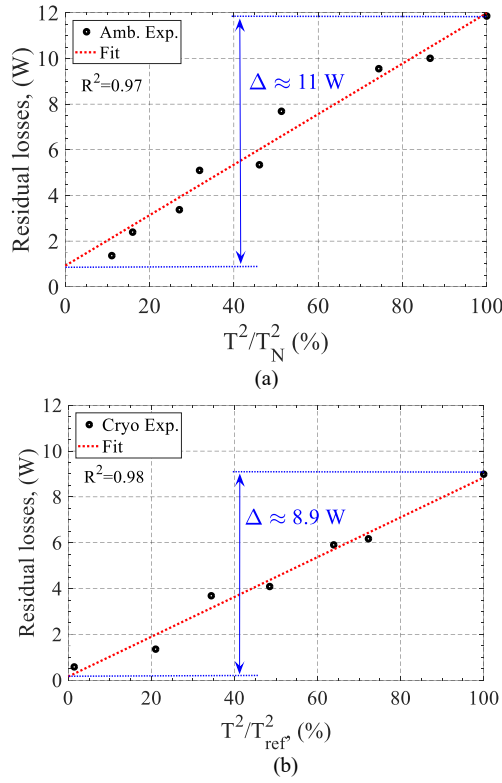 12
10
8
6
4
2
0
Residual losses, (W)
Amb. Exp.
Fit
R²=0.97
Δ ≈ 11 W
0 20 40 60 80 100
T²/T²_N (%)
(a)
12
10
8
6
4
2
0
Residual losses, (W)
Cryo Exp.
Fit
R²=0.98
Δ ≈ 8.9 W
0 20 40 60 80 100
T²/T²_ref, (%)
(b)